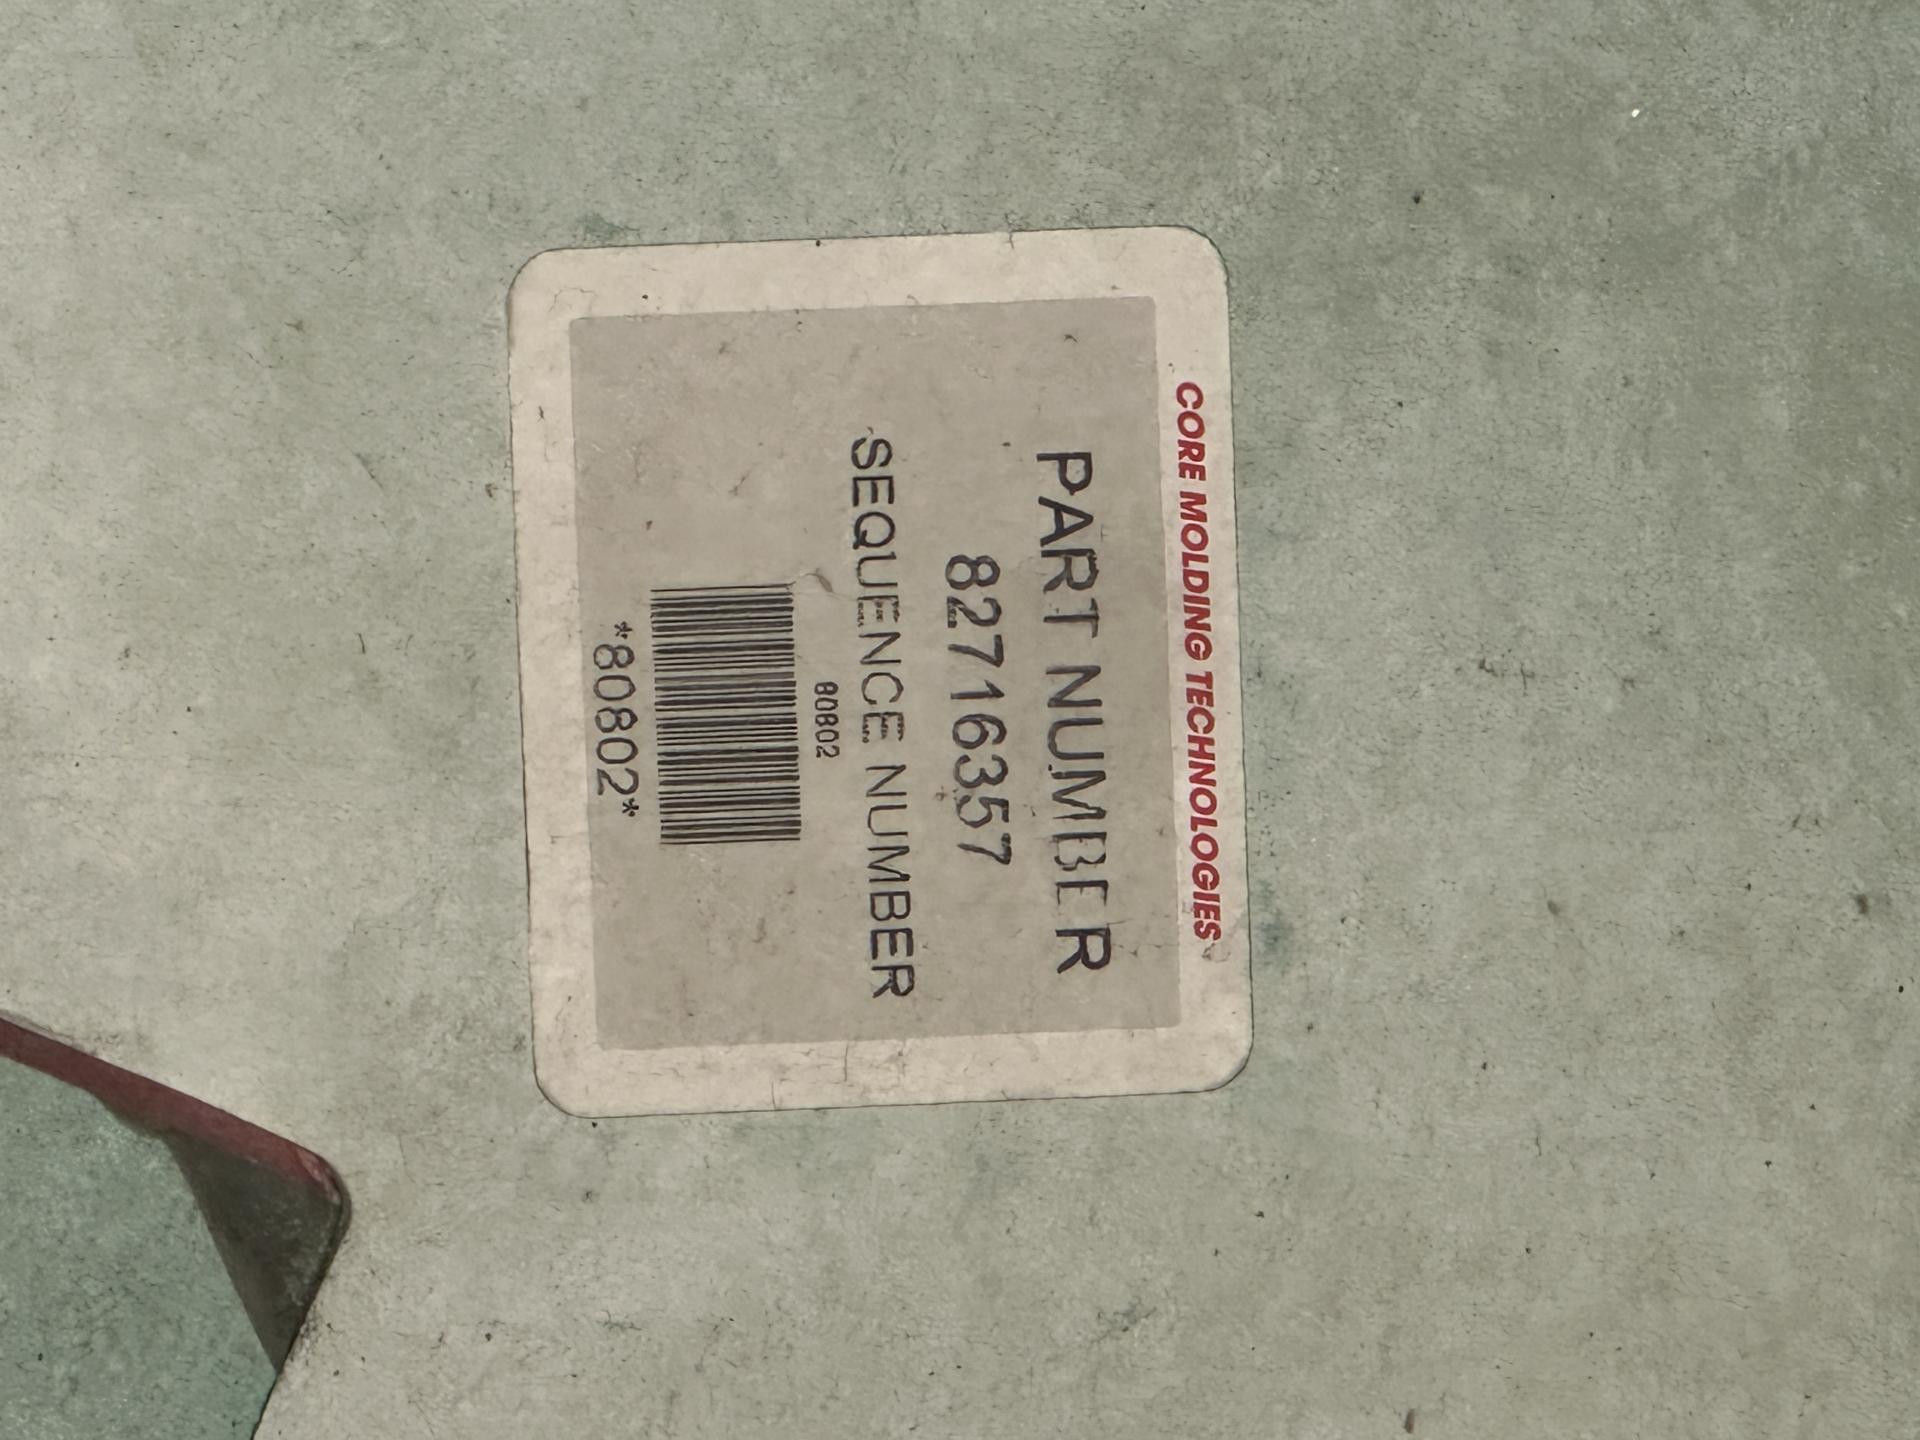 CORE MOLDING TECHNOLOGIES
PART NUMBER
82716357
SEQUENCE NUMBER
80802
*80802*